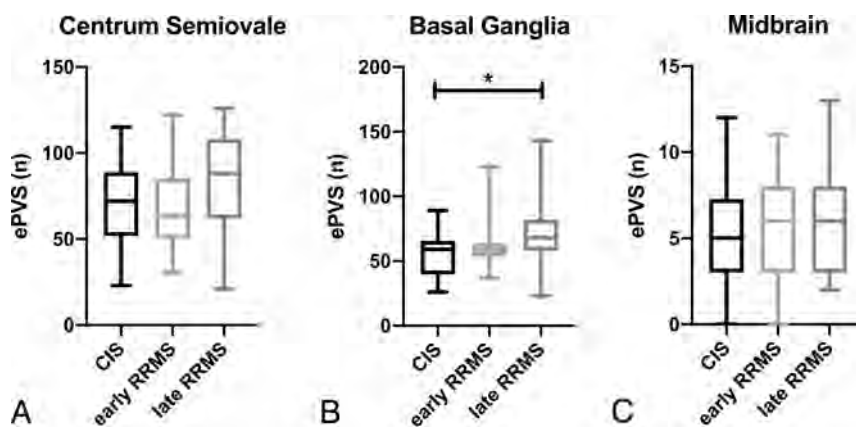 Centrum Semiovale
ePVS (n)
150
100
50
0
CIS
early RRMS
late RRMS
A
Basal Ganglia
ePVS (n)
200
150
100
50
0
*
CIS
early RRMS
late RRMS
B
Midbrain
ePVS (n)
15
10
5
0
CIS
early RRMS
late RRMS
C